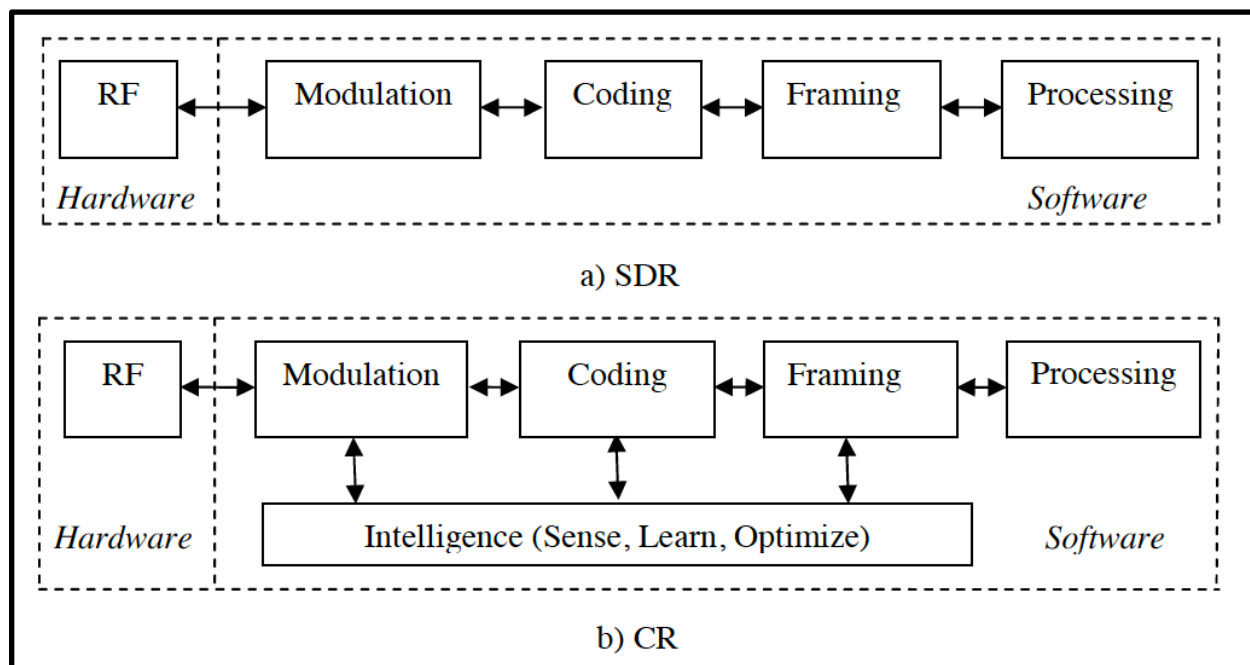 RF Modulation Coding Framing Processing
Hardware Software
a) SDR
RF Modulation Coding Framing Processing
Hardware Intelligence (Sense, Learn, Optimize) Software
b) CR